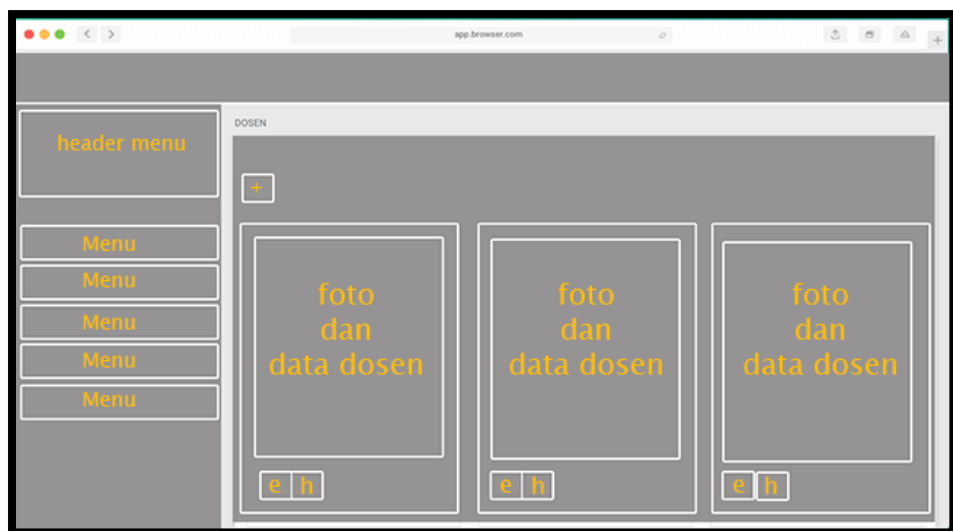 app.browser.com
header menu
DOSEN
+
Menu
Menu
Menu
Menu
Menu
foto
dan
data dosen
e h
foto
dan
data dosen
e h
foto
dan
data dosen
e h